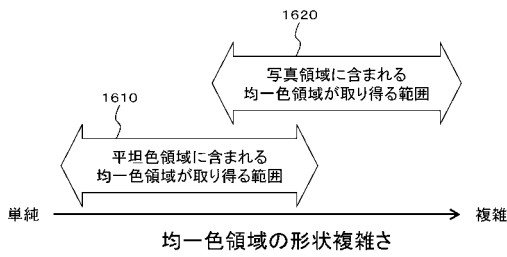 1620
写真領域に含まれる
均一色領域が取り得る範囲
1610
平坦色領域に含まれる
均一色領域が取り得る範囲
単純
複雑
均一色領域の形状複雑さ